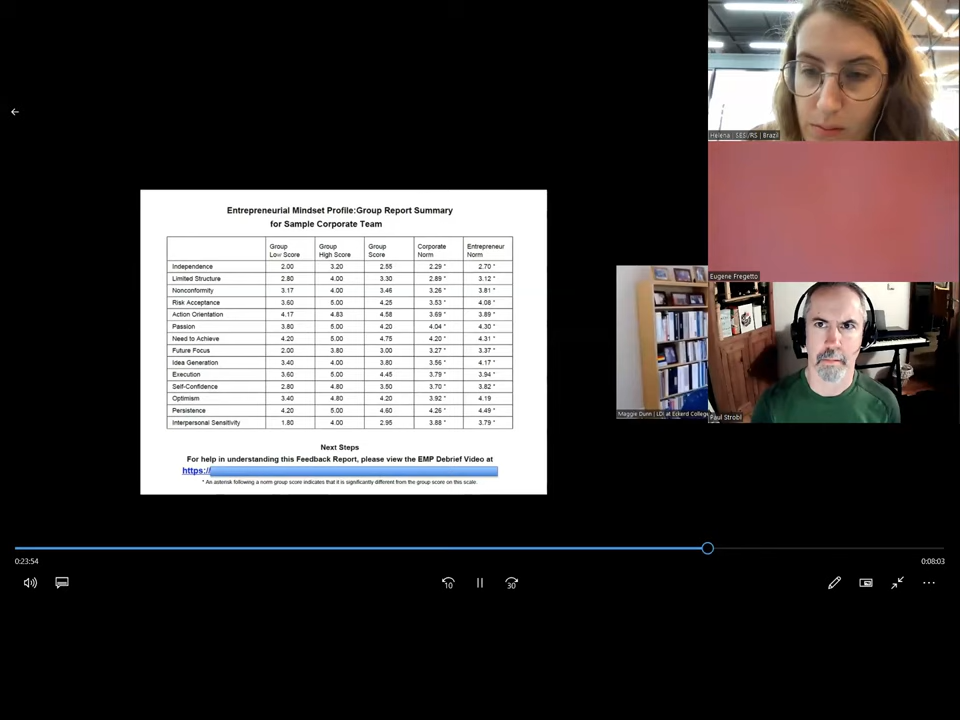 Helena | SESI/RS | Brazil
Entrepreneurial Mindset Profile:Group Report Summary
for Sample Corporate Team
Group Low Score Group High Score Group Score Corporate Norm Entrepreneur Norm
Independence 2.00 3.20 2.55 2.29 * 2.70 *
Limited Structure 2.80 4.00 3.30 2.89 * 3.12 *
Nonconformity 3.17 4.00 3.46 3.26 * 3.81 *
Risk Acceptance 3.60 5.00 4.25 3.53 * 4.08 *
Action Orientation 4.17 4.83 4.58 3.69 * 3.89 *
Passion 3.80 5.00 4.20 4.04 * 4.30 *
Need to Achieve 4.20 5.00 4.75 4.20 * 4.31 *
Future Focus 2.00 3.80 3.00 3.27 * 3.37 *
Idea Generation 3.40 4.00 3.80 3.56 * 4.17 *
Execution 3.60 5.00 4.45 3.79 * 3.94 *
Self-Confidence 2.80 4.80 3.50 3.70 * 3.82 *
Optimism 3.40 4.80 4.20 3.92 * 4.19
Persistence 4.20 5.00 4.60 4.26 * 4.49 *
Interpersonal Sensitivity 1.80 4.00 2.95 3.88 * 3.79 *
Next Steps
For help in understanding this Feedback Report, please view the EMP Debrief Video at
https://
* An asterisk following a norm group score indicates that it is significantly different from the group score on this scale.
Eugene Fregetto
Maggie Dunn | LDI at Eckerd College
Paul Strobl
0:23:54
0:08:03
10
30